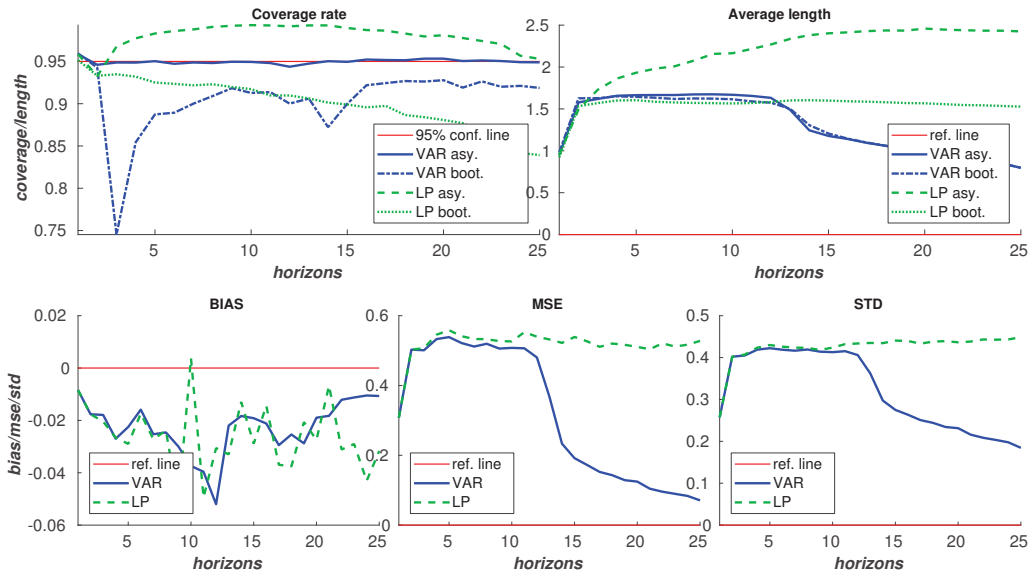 Coverage rate
coverage/length
0.95
0.9
0.85
0.8
0.75
5
10
15
20
25
horizons
95% conf. line
VAR asy.
VAR boot.
LP asy.
LP boot.
Average length
2.5
2
1.5
1
0.5
0
5
10
15
20
25
horizons
ref. line
VAR asy.
VAR boot.
LP asy.
LP boot.
BIAS
bias/mse/std
0.02
0
-0.02
-0.04
-0.06
5
10
15
20
25
horizons
ref. line
VAR
LP
MSE
0.6
0.4
0.2
0
5
10
15
20
25
horizons
ref. line
VAR
LP
STD
0.5
0.4
0.3
0.2
0.1
0
5
10
15
20
25
horizons
ref. line
VAR
LP